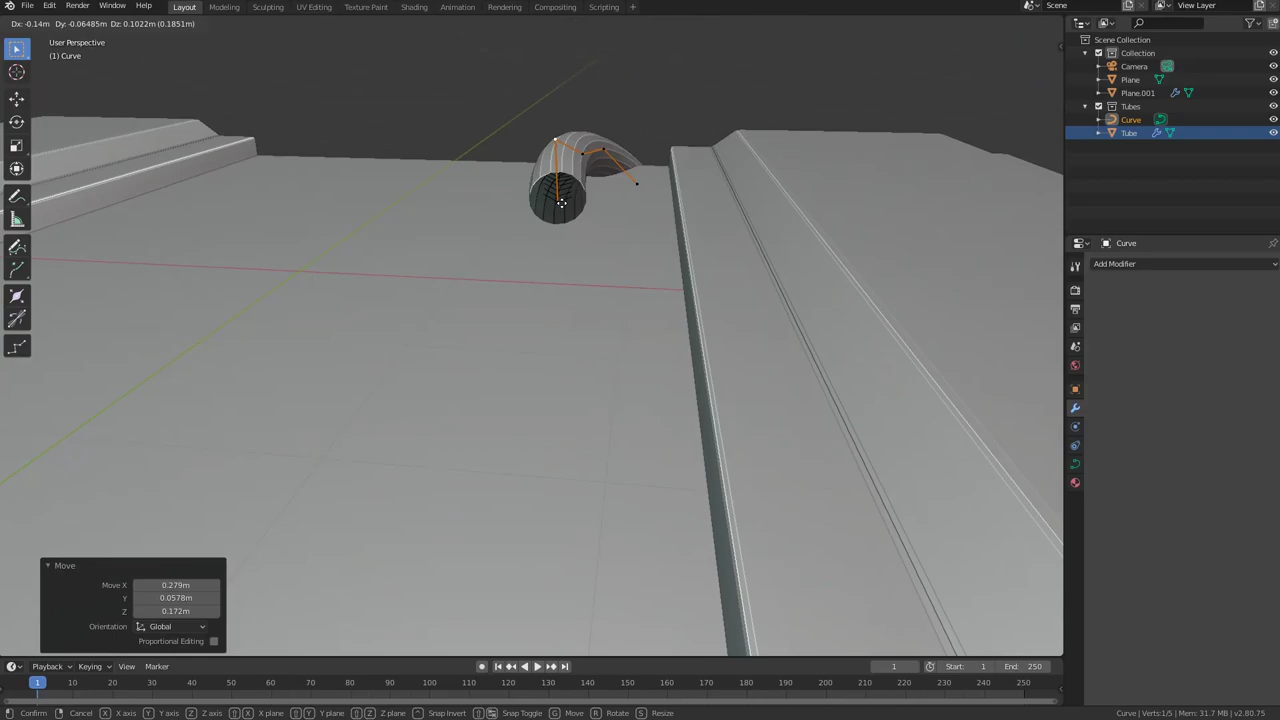 File Edit Render Window Help Layout Modeling Sculpting UV Editing Texture Paint Shading Animation Rendering Compositing Scripting + Scene View Layer
Dx: -0.14m Dy: -0.06485m Dz: 0.1022m (0.1851m)
User Perspective
(1) Curve
Scene Collection
Collection
Camera
Plane
Plane.001
Tubes
Curve
Tube
Curve
Add Modifier
Move
Move X 0.279m
Y 0.0578m
Z 0.172m
Orientation Global
Proportional Editing
Playback Keying View Marker 1 Start: 1 End: 250
1 10 20 30 40 50 60 70 80 90 100 110 120 130 140 150 160 170 180 190 200 210 220 230 240 250
Confirm Cancel X X axis Y Y axis Z Z axis X X plane Y Y plane Z Z plane Snap Invert Snap Toggle G Move R Rotate S Resize Curve | Verts:1/5 | Mem: 31.7 MB | v2.80.75